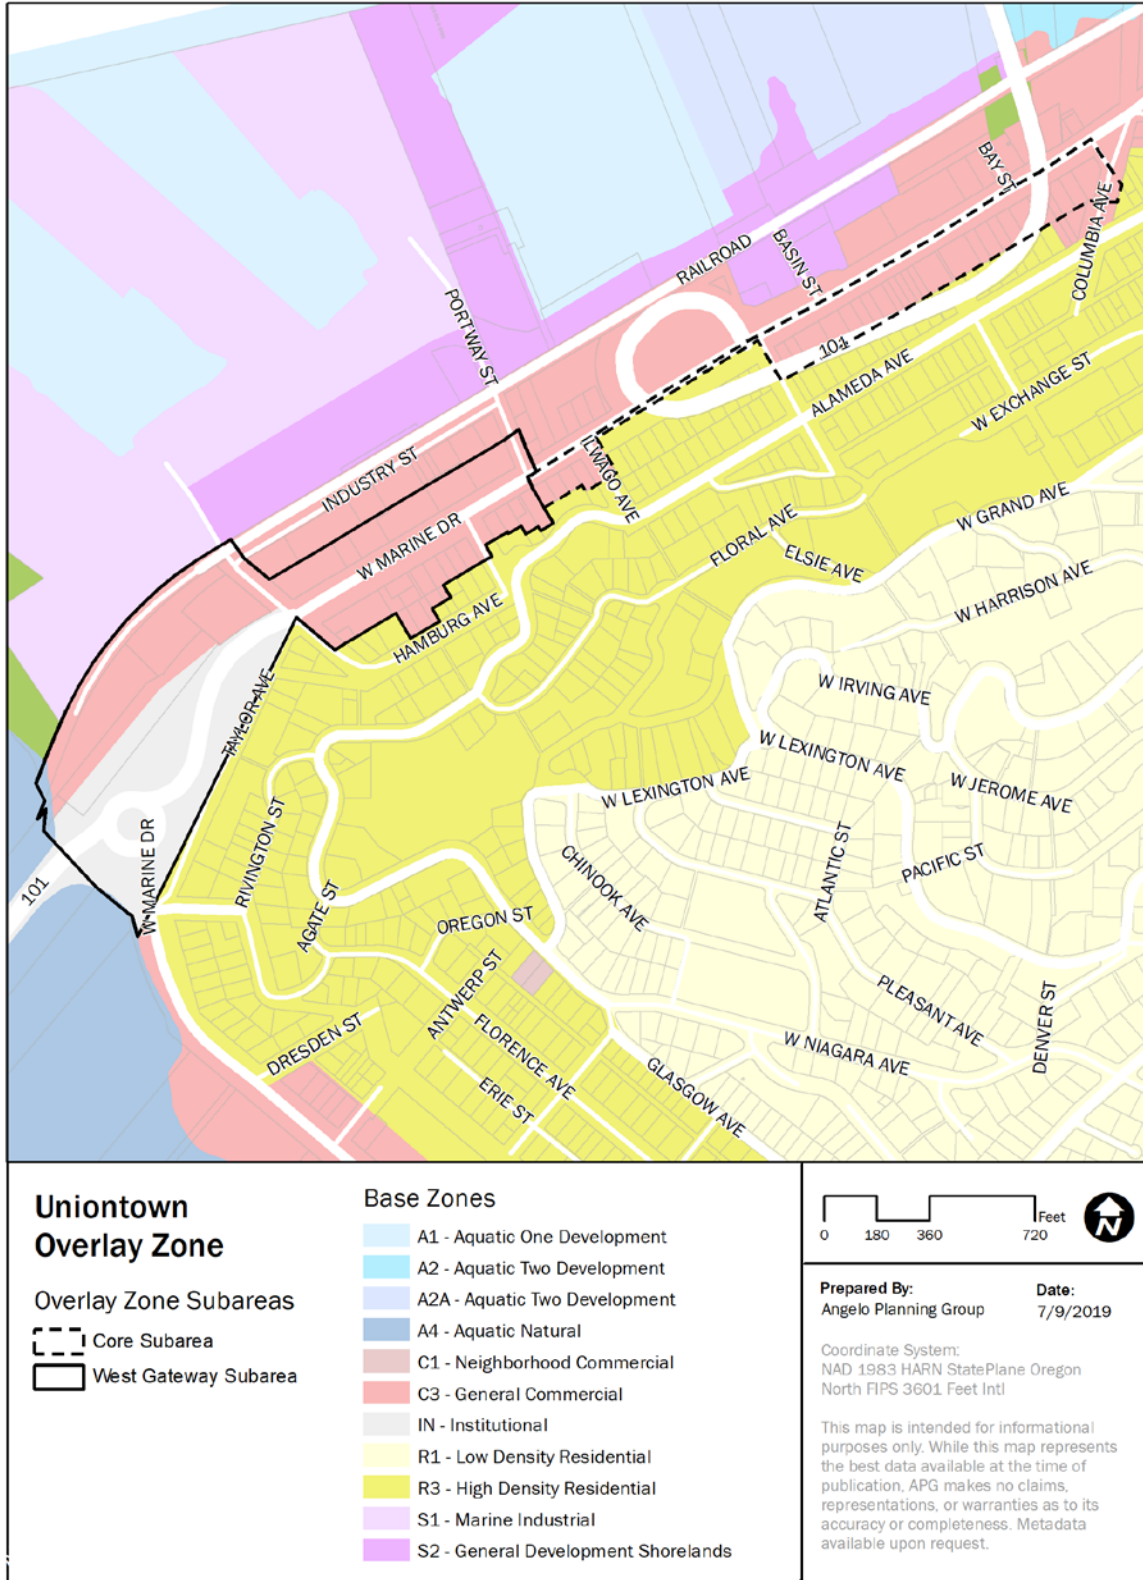 BAY ST
COLUMBIA AVE
RAILROAD
BASIN ST
PORTWAY ST
101
ALAMEDA AVE
W EXCHANGE ST
INDUSTRY ST
ILWACO AVE
W GRAND AVE
W MARINE DR
FLORAL AVE
ELSIE AVE
W HARRISON AVE
HAMBURG AVE
W IRVING AVE
TAYLOR AVE
W LEXINGTON AVE
W LEXINGTON AVE
W JEROME AVE
RIVINGTON ST
W MARINE DR
101
CHINOOK AVE
ATLANTIC ST
PACIFIC ST
AGATE ST
OREGON ST
ANTWERP ST
PLEASANT AVE
DENVER ST
DRESDEN ST
FLORENCE AVE
W NIAGARA AVE
ERIE ST
GLASGOW AVE
Uniontown
Overlay Zone
Overlay Zone Subareas
Core Subarea
West Gateway Subarea
Base Zones
A1 - Aquatic One Development
A2 - Aquatic Two Development
A2A - Aquatic Two Development
A4 - Aquatic Natural
C1 - Neighborhood Commercial
C3 - General Commercial
IN - Institutional
R1 - Low Density Residential
R3 - High Density Residential
S1 - Marine Industrial
S2 - General Development Shorelands
Feet
0 180 360 720
N
Prepared By:
Angelo Planning Group
Date:
7/9/2019
Coordinate System:
NAD 1983 HARN StatePlane Oregon
North FIPS 3601 Feet Intl
This map is intended for informational
purposes only. While this map represents
the best data available at the time of
publication, APG makes no claims,
representations, or warranties as to its
accuracy or completeness. Metadata
available upon request.